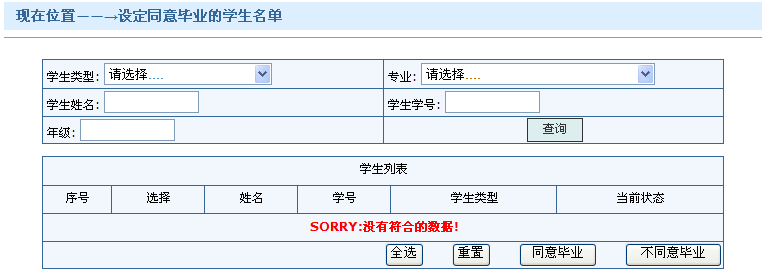 现在位置－－→设定同意毕业的学生名单
学生类型: 请选择.... 专业: 请选择....
学生姓名: 学生学号:
年级: 查询
学生列表
序号 选择 姓名 学号 学生类型 当前状态
SORRY:没有符合的数据!
全选 重置 同意毕业 不同意毕业